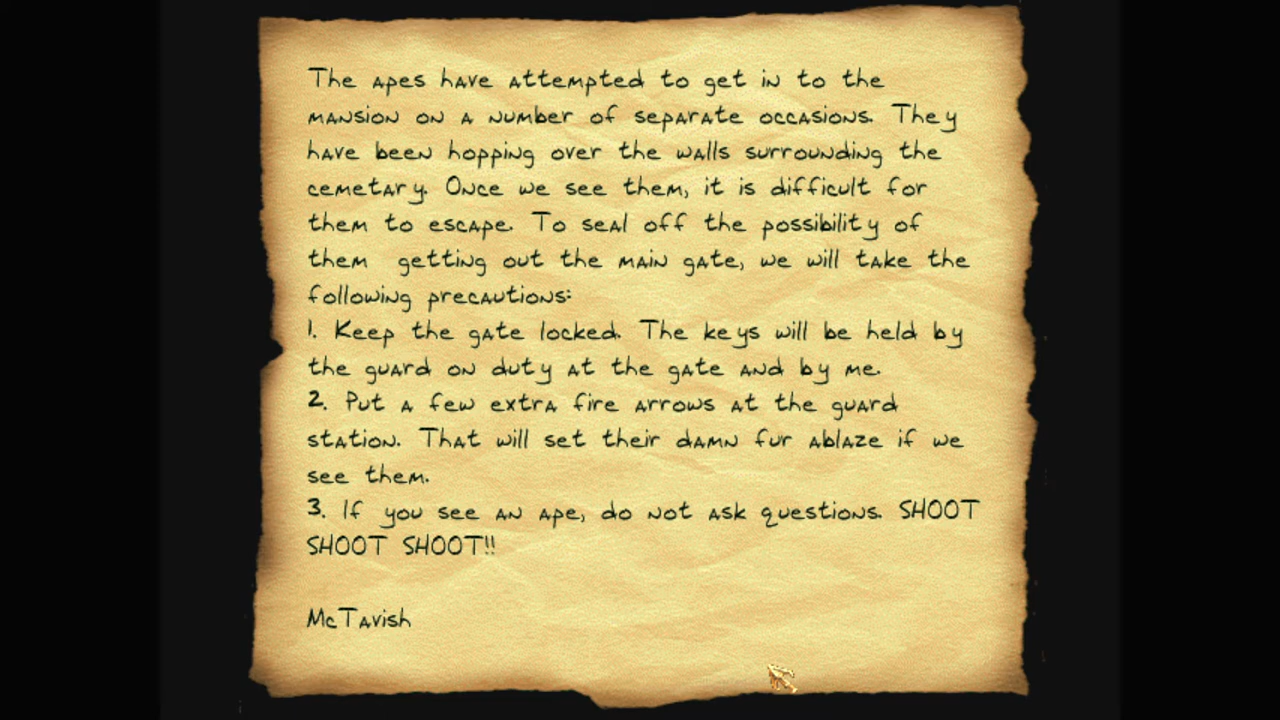 The apes have attempted to get in to the
mansion on a number of separate occasions. They
have been hopping over the walls surrounding the
cemetary. Once we see them, it is difficult for
them to escape. To seal off the possibility of
them getting out the main gate, we will take the
following precautions:
1. Keep the gate locked. The keys will be held by
the guard on duty at the gate and by me.
2. Put a few extra fire arrows at the guard
station. That will set their damn fur ablaze if we
see them.
3. If you see an ape, do not ask questions. SHOOT
SHOOT SHOOT!!
McTavish